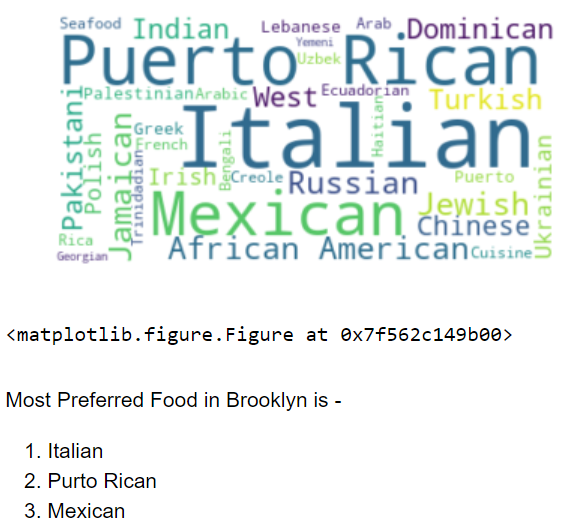 Seafood Indian Lebanese Arab Dominican
Puerto Rican
Yemeni
Uzbek
Palestinian Arabic West Ecuadorian Turkish
Pakistani
Polish
Jamaican
Trinidadian
Greek
French
Italian
Bengali
Haitian
Irish Creole Russian Puerto
Mexican Jewish
Chinese
Ukrainian
Rica
African American Cuisine
Georgian
<matplotlib.figure.Figure at 0x7f562c149b00>
Most Preferred Food in Brooklyn is -
1. Italian
2. Purto Rican
3. Mexican